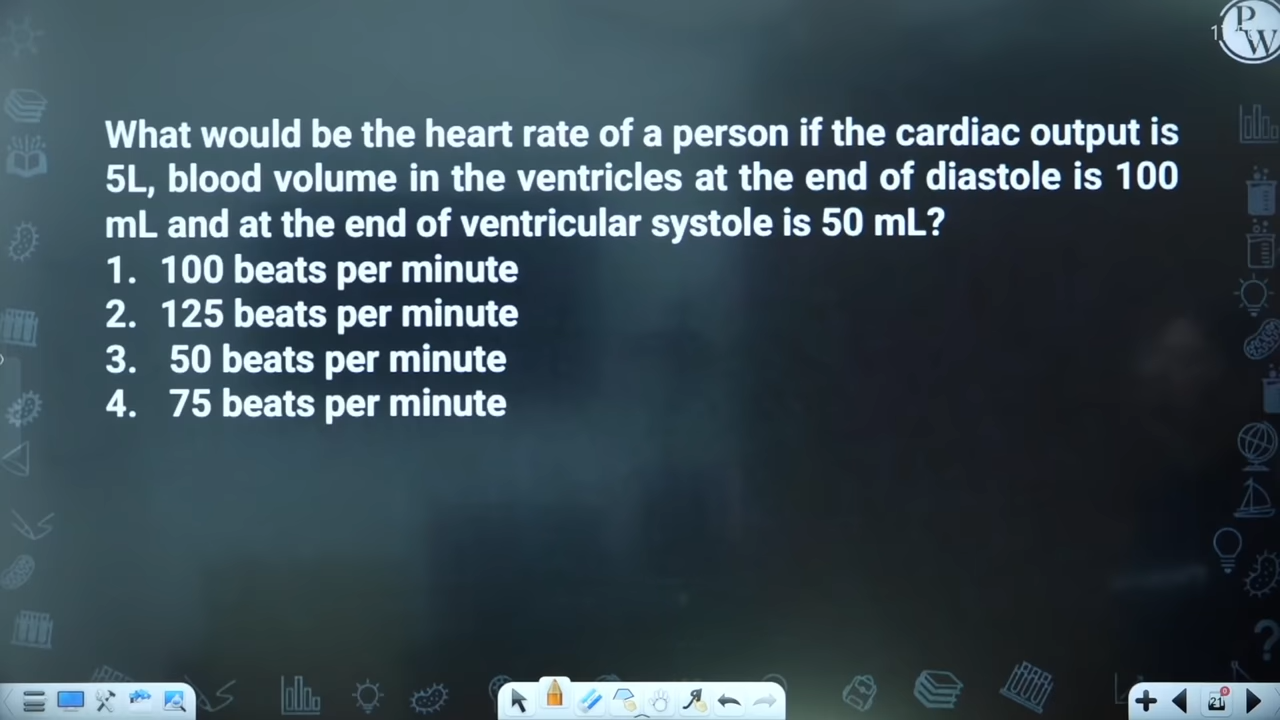 PW
What would be the heart rate of a person if the cardiac output is
5L, blood volume in the ventricles at the end of diastole is 100
mL and at the end of ventricular systole is 50 mL?
1. 100 beats per minute
2. 125 beats per minute
3. 50 beats per minute
4. 75 beats per minute
21